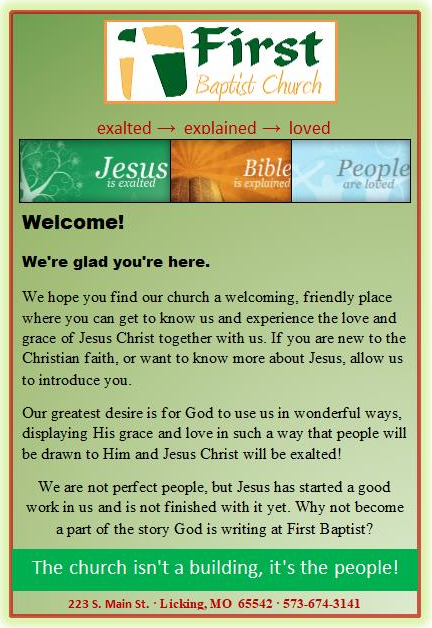 First
Baptist Church
exalted → explained → loved
Jesus
is exalted
Bible
is explained
People
are loved
Welcome!
We're glad you're here.
We hope you find our church a welcoming, friendly place
where you can get to know us and experience the love and
grace of Jesus Christ together with us. If you are new to the
Christian faith, or want to know more about Jesus, allow us
to introduce you.
Our greatest desire is for God to use us in wonderful ways,
displaying His grace and love in such a way that people will
be drawn to Him and Jesus Christ will be exalted!
We are not perfect people, but Jesus has started a good
work in us and is not finished with it yet. Why not become
a part of the story God is writing at First Baptist?
The church isn't a building, it's the people!
223 S. Main St. · Licking, MO 65542 · 573-674-3141